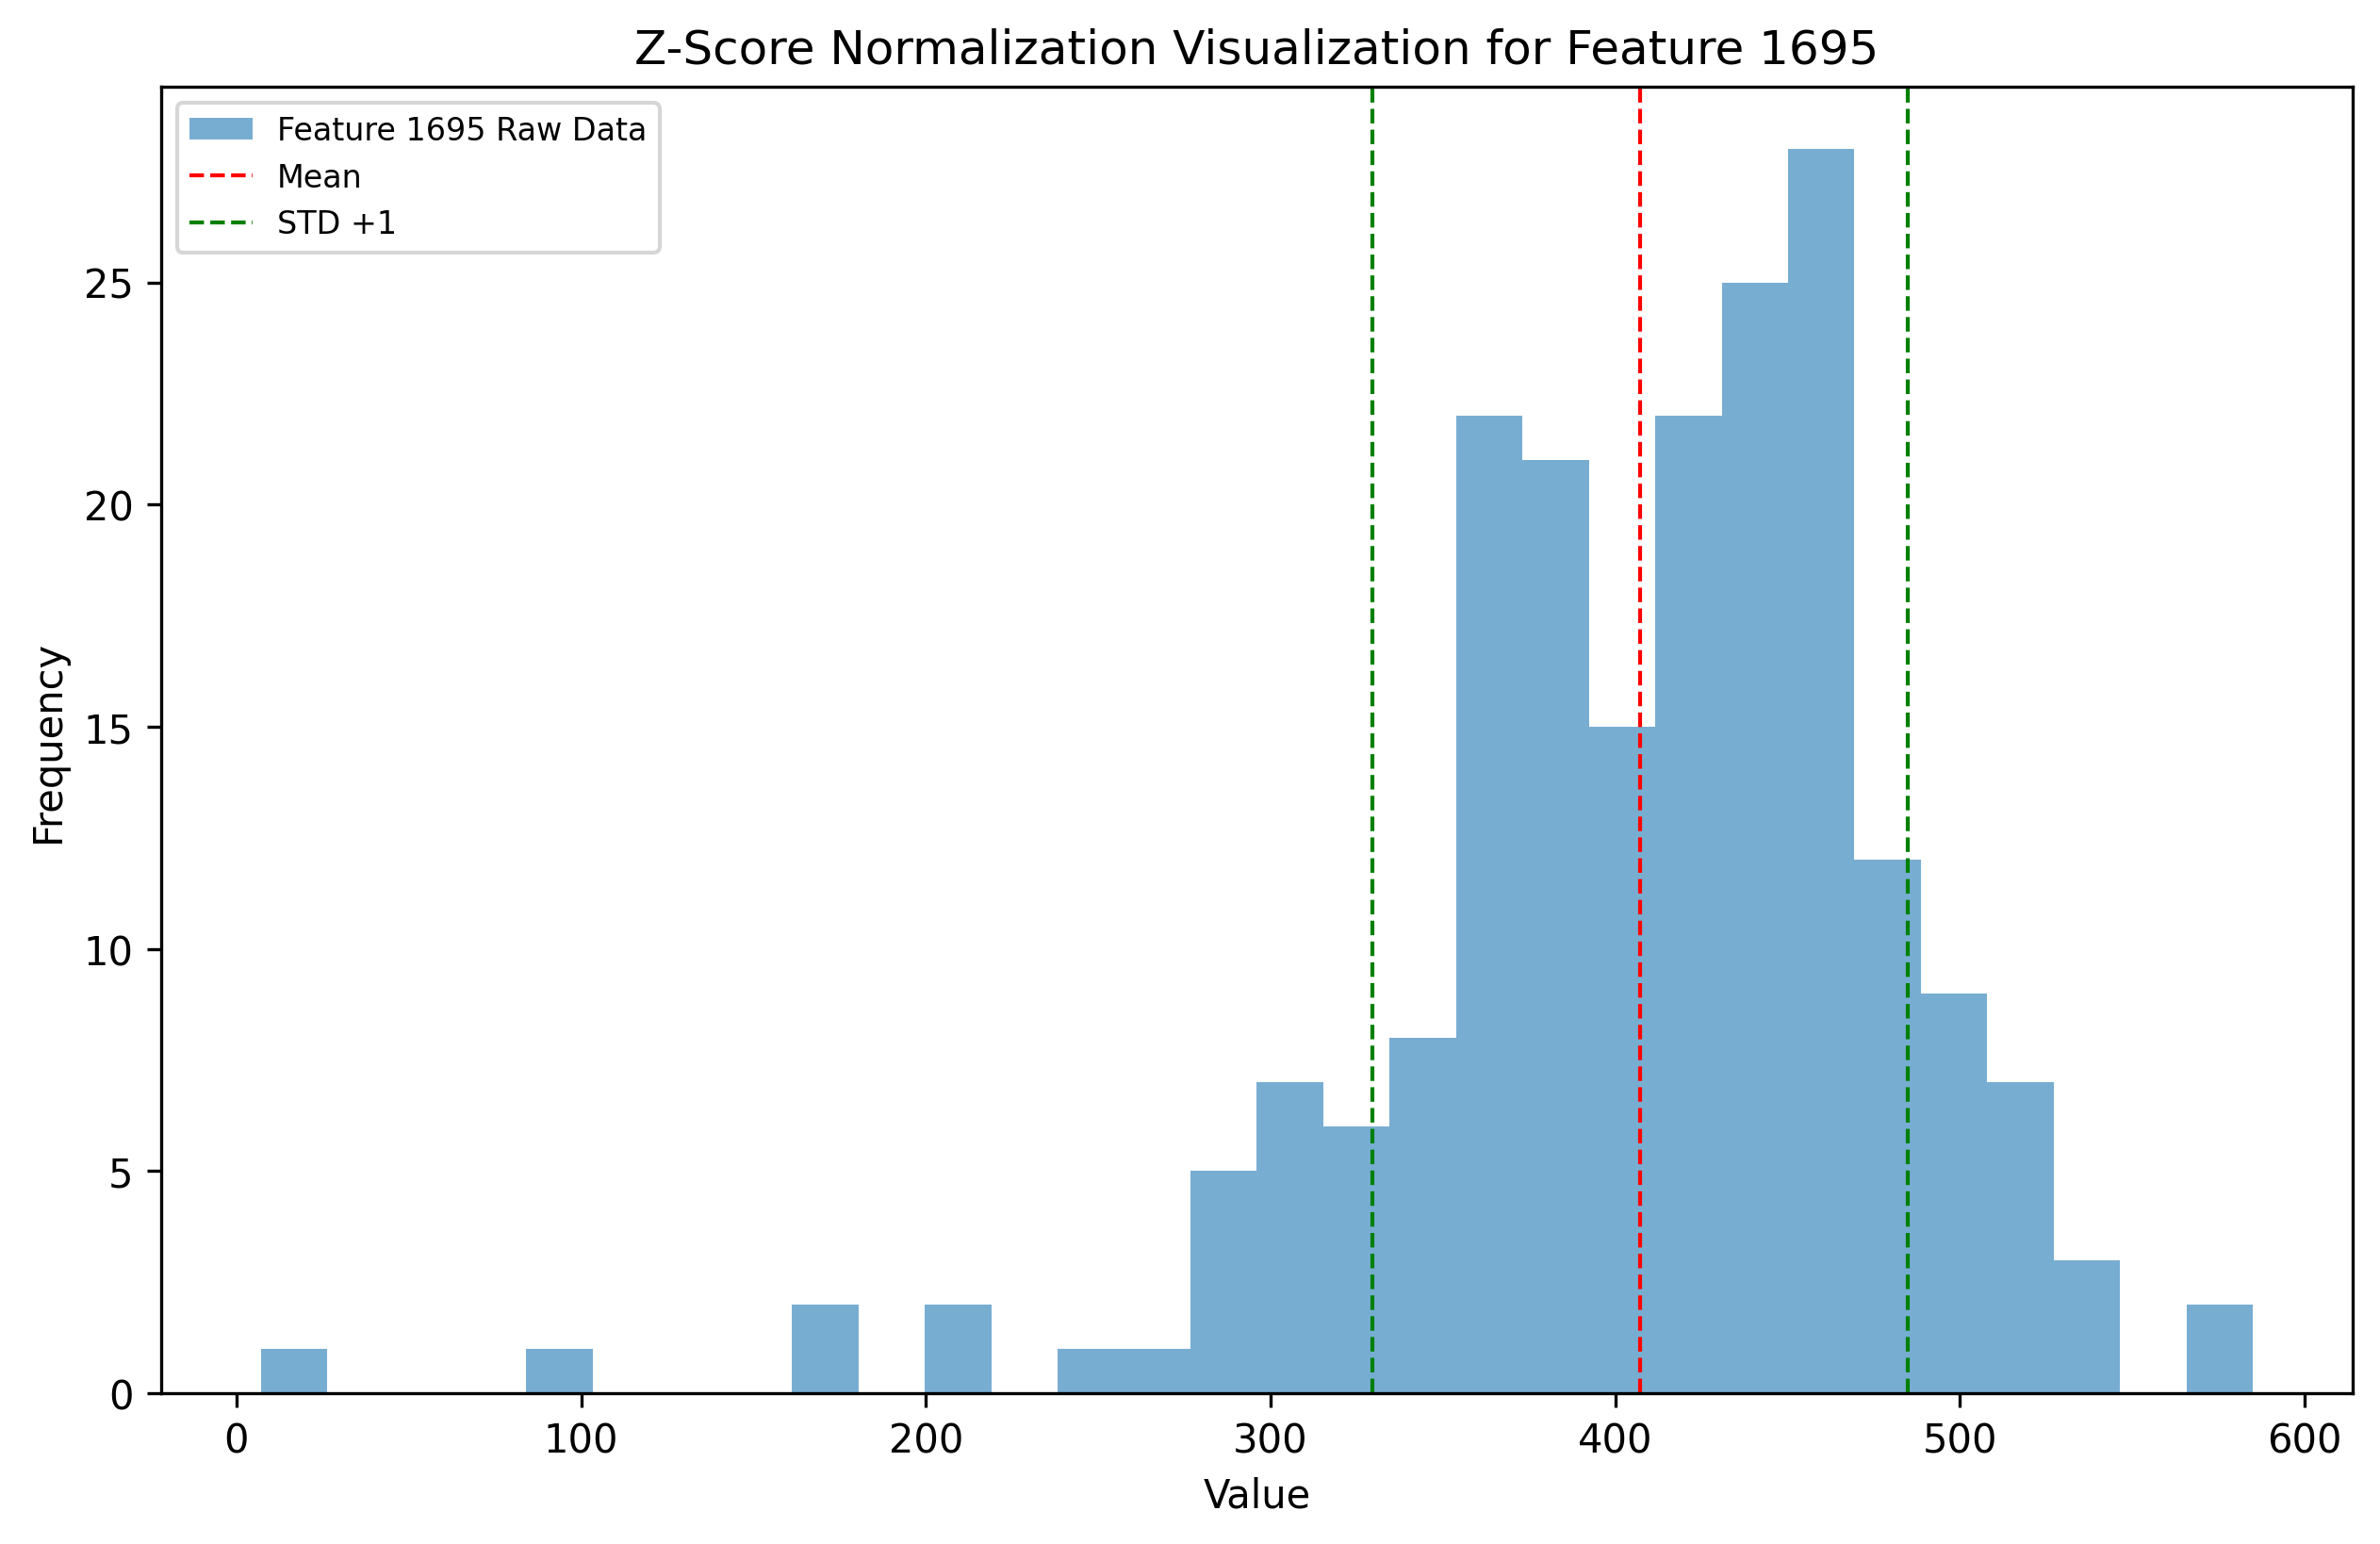 Z-Score Normalization Visualization for Feature 1695
Feature 1695 Raw Data
Mean
STD +1
25
20
15
10
5
0
Frequency
0 100 200 300 400 500 600
Value